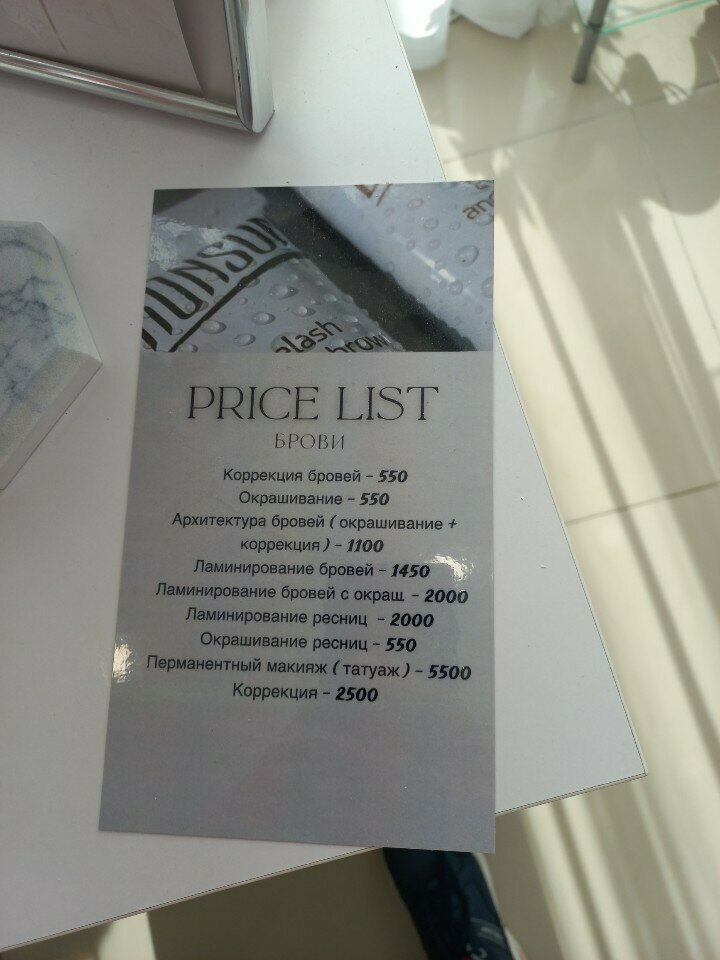 elash
brow
PRICE LIST
БРОВИ
Коррекция бровей - 550
Окрашивание - 550
Архитектура бровей ( окрашивание +
коррекция ) - 1100
Ламинирование бровей - 1450
Ламинирование бровей с окраш - 2000
Ламинирование ресниц - 2000
Окрашивание ресниц - 550
Перманентный макияж ( татуаж ) - 5500
Коррекция - 2500